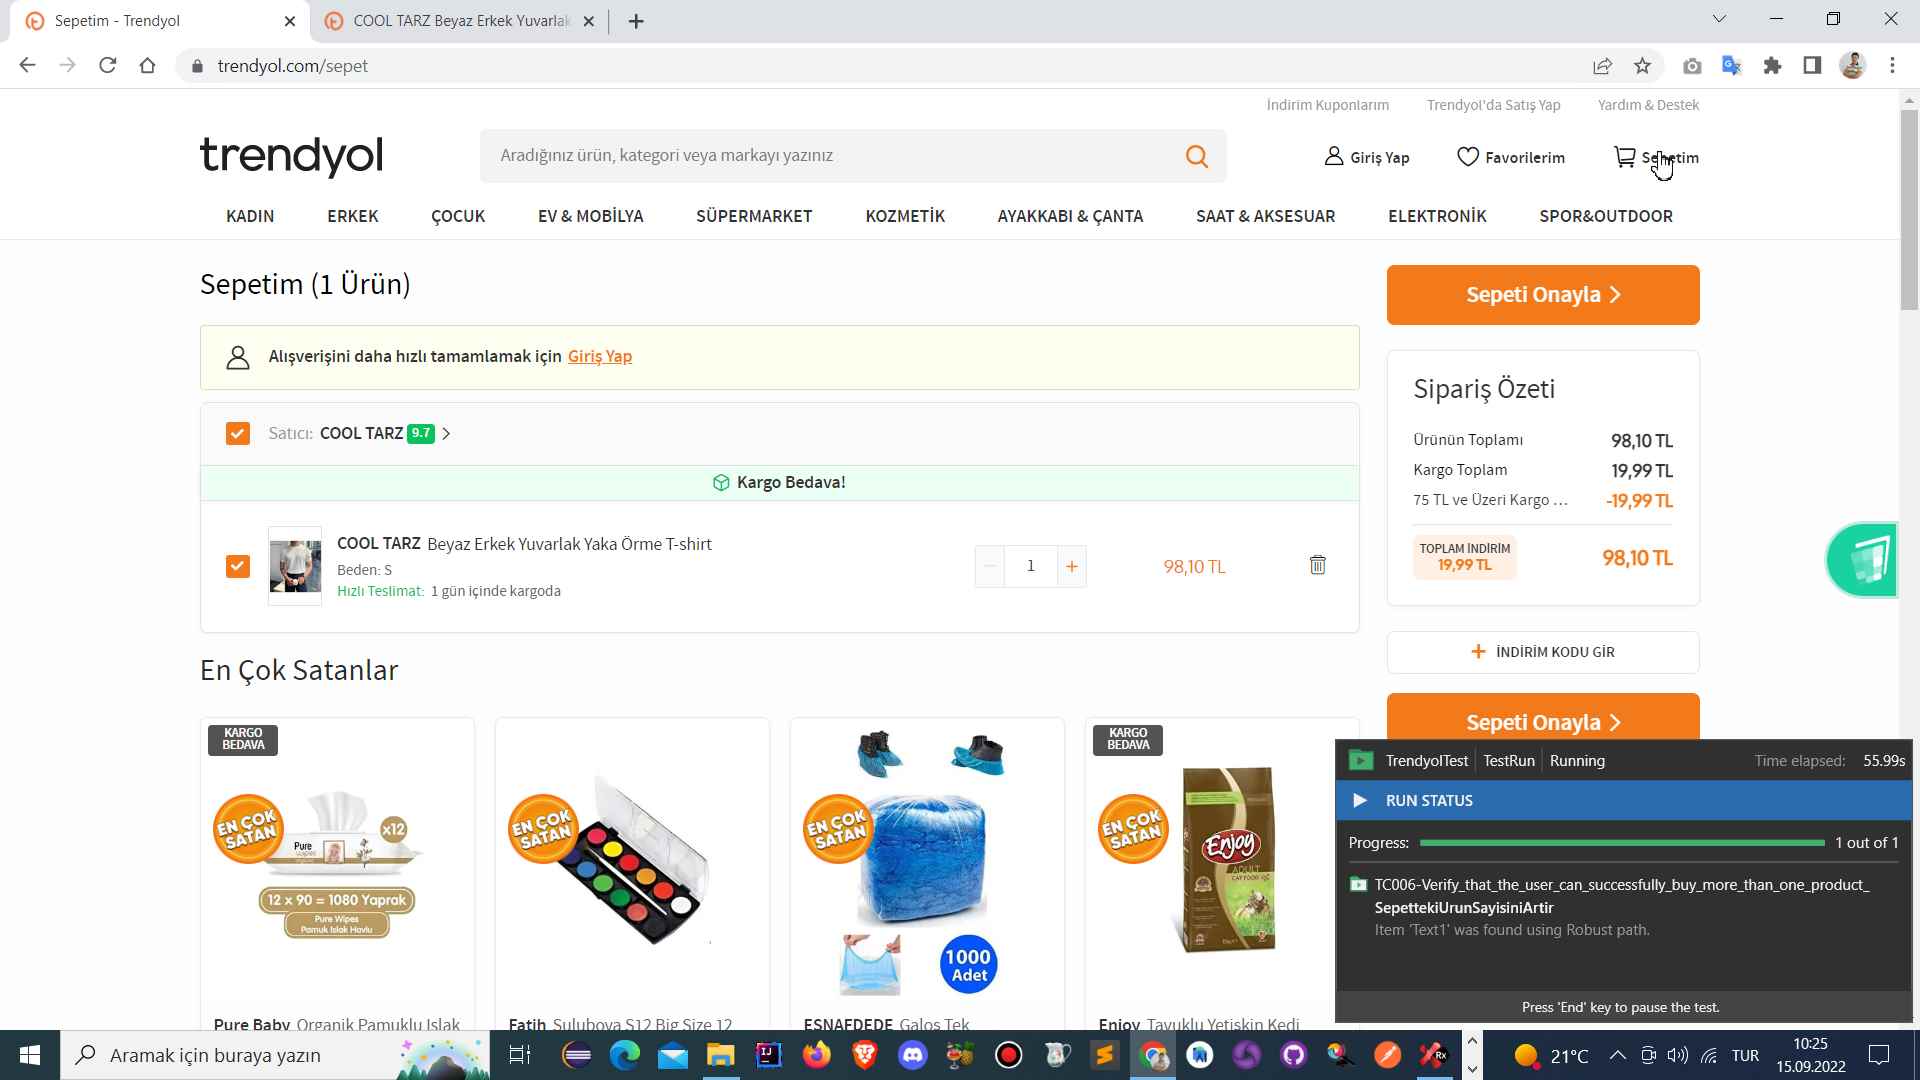 Sepetim - Trendyol
COOL TARZ Beyaz Erkek Yuvarlak
trendyol.com/sepet
İndirim Kuponlarım
Trendyol'da Satış Yap
Yardım & Destek
trendyol
Aradığınız ürün, kategori veya markayı yazınız
Giriş Yap
Favorilerim
Sepetim
KADIN
ERKEK
ÇOCUK
EV & MOBİLYA
SÜPERMARKET
KOZMETİK
AYAKKABI & ÇANTA
SAAT & AKSESUAR
ELEKTRONİK
SPOR&OUTDOOR
Sepetim (1 Ürün)
Alışverişini daha hızlı tamamlamak için Giriş Yap
Satıcı: COOL TARZ 9.7
Kargo Bedava!
COOL TARZ Beyaz Erkek Yuvarlak Yaka Örme T-shirt
Beden: S
Hızlı Teslimat: 1 gün içinde kargoda
1
98,10 TL
Sepeti Onayla
Sipariş Özeti
Ürünün Toplamı 98,10 TL
Kargo Toplam 19,99 TL
75 TL ve Üzeri Kargo ... -19,99 TL
TOPLAM İNDİRİM
19,99 TL
98,10 TL
İNDİRİM KODU GİR
Sepeti Onayla
En Çok Satanlar
KARGO
BEDAVA
EN ÇOK
SATAN
Pure
x12
12 x 90 = 1080 Yaprak
Pure Wipes
Pamuk Islak Havlu
Pure Baby Organik Pamuklu Islak
EN ÇOK
SATAN
Fatih Suluboya S12 Big Size 12
EN ÇOK
SATAN
1000
Adet
ESNAFDEDE Galoş Tek
KARGO
BEDAVA
EN ÇOK
SATAN
Enjoy
ADULT
CAT FOOD
Enjoy Tavuklu Yetişkin Kedi
TrendyolTest
TestRun
Running
Time elapsed: 55.99s
RUN STATUS
Progress:
1 out of 1
TC006-Verify_that_the_user_can_successfully_buy_more_than_one_product_
SepettekiUrunSayisiniArtir
Item 'Text1' was found using Robust path.
Press 'End' key to pause the test.
Aramak için buraya yazın
21°C
TUR
10:25
15.09.2022